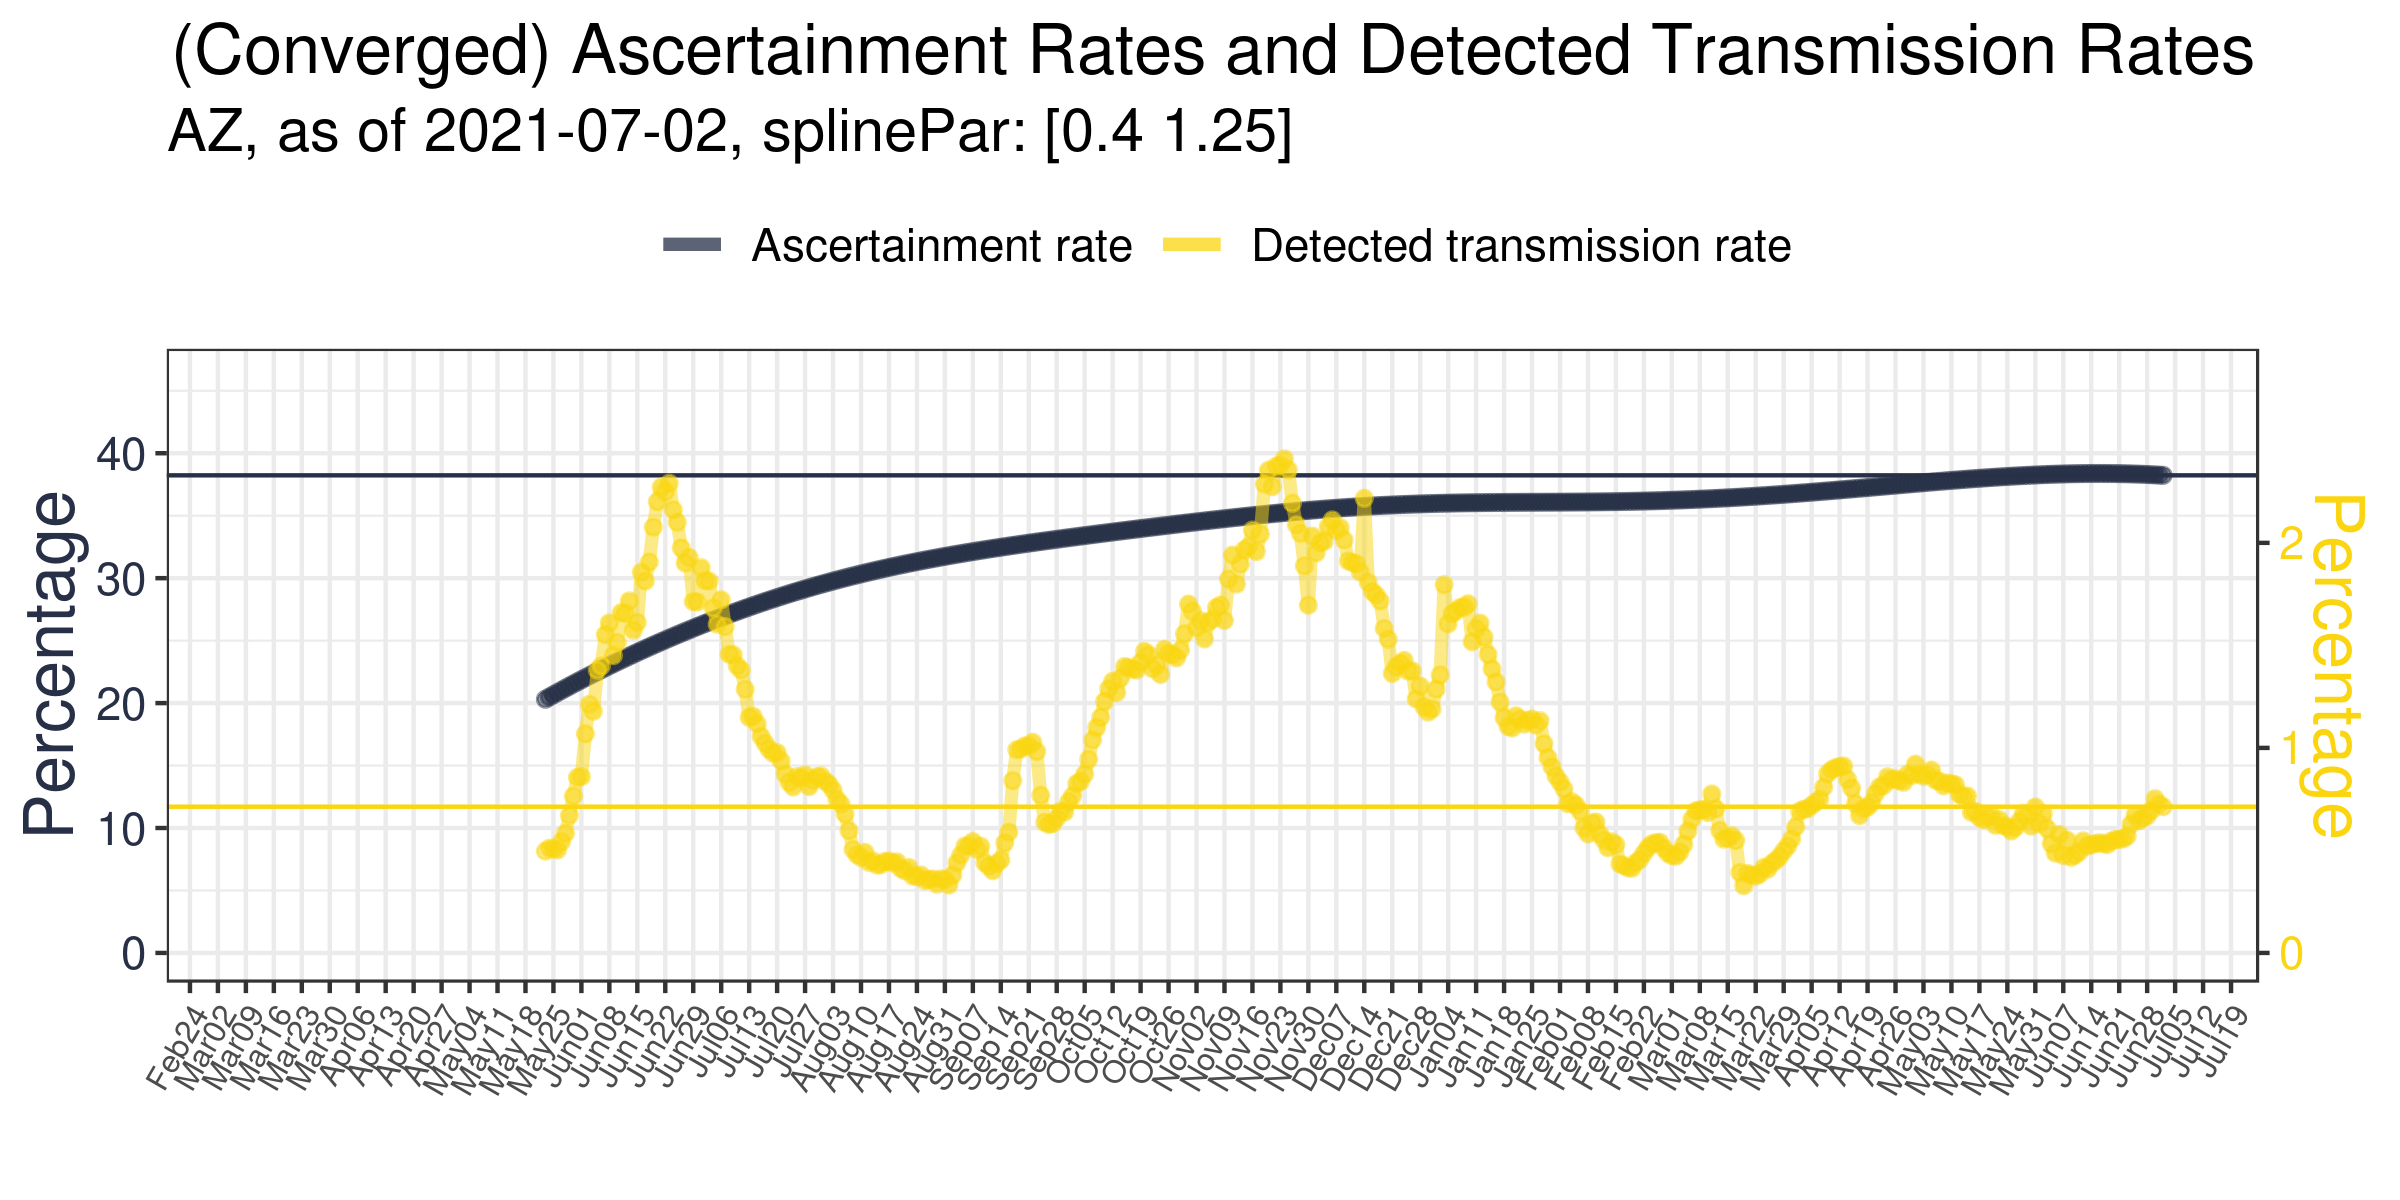 (Converged) Ascertainment Rates and Detected Transmission Rates
AZ, as of 2021-07-02, splinePar: [0.4 1.25]
Ascertainment rate
Detected transmission rate
Percentage
40
30
20
10
0
2
1
0
Percentage
Feb24
Mar02
Mar09
Mar16
Mar23
Mar30
Apr06
Apr13
Apr20
Apr27
May04
May11
May18
May25
Jun01
Jun08
Jun15
Jun22
Jun29
Jul06
Jul13
Jul20
Jul27
Aug03
Aug10
Aug17
Aug24
Aug31
Sep07
Sep14
Sep21
Sep28
Oct05
Oct12
Oct19
Oct26
Nov02
Nov09
Nov16
Nov23
Nov30
Dec07
Dec14
Dec21
Dec28
Jan04
Jan11
Jan18
Jan25
Feb01
Feb08
Feb15
Feb22
Mar01
Mar08
Mar15
Mar22
Mar29
Apr05
Apr12
Apr19
Apr26
May03
May10
May17
May24
May31
Jun07
Jun14
Jun21
Jun28
Jul05
Jul12
Jul19